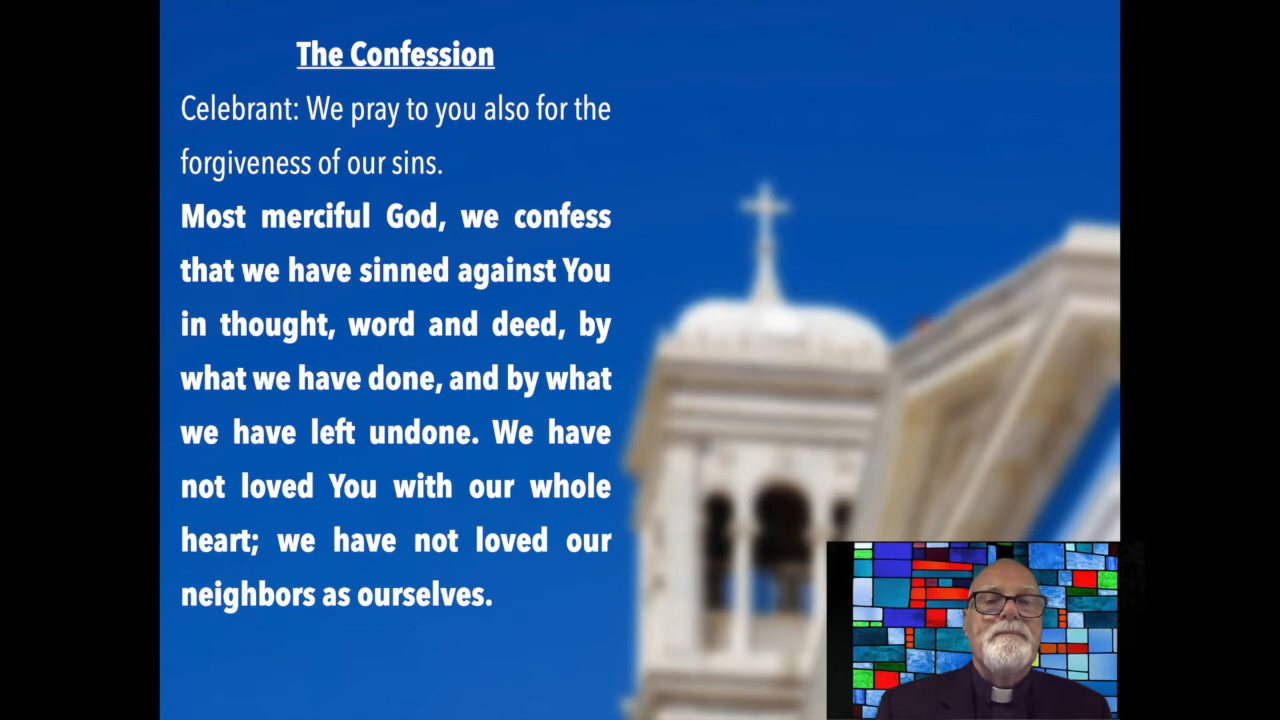 The Confession
Celebrant: We pray to you also for the
forgiveness of our sins.
Most merciful God, we confess
that we have sinned against You
in thought, word and deed, by
what we have done, and by what
we have left undone. We have
not loved You with our whole
heart; we have not loved our
neighbors as ourselves.